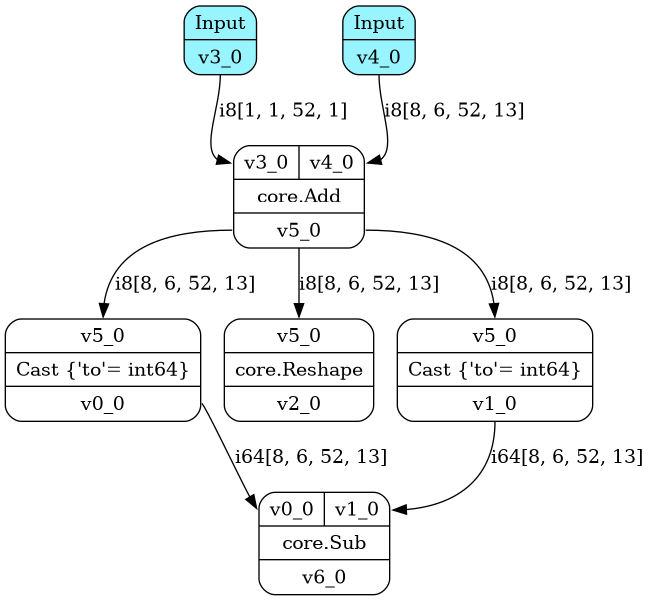 Input
v3_0
Input
v4_0
i8[1, 1, 52, 1]
i8[8, 6, 52, 13]
v3_0
v4_0
core.Add
v5_0
i8[8, 6, 52, 13]
i8[8, 6, 52, 13]
i8[8, 6, 52, 13]
v5_0
Cast {'to'= int64}
v0_0
v5_0
core.Reshape
v2_0
v5_0
Cast {'to'= int64}
v1_0
i64[8, 6, 52, 13]
i64[8, 6, 52, 13]
v0_0
v1_0
core.Sub
v6_0